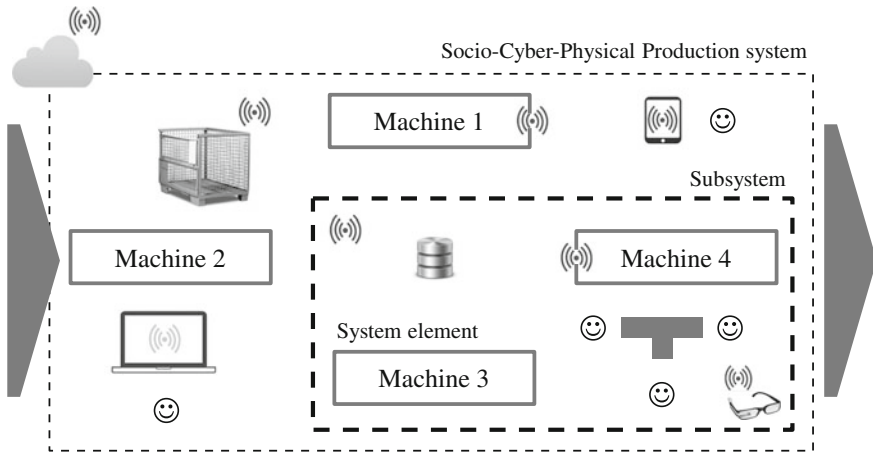 Socio-Cyber-Physical Production system
Machine 1
Subsystem
Machine 2
Machine 4
System element
Machine 3